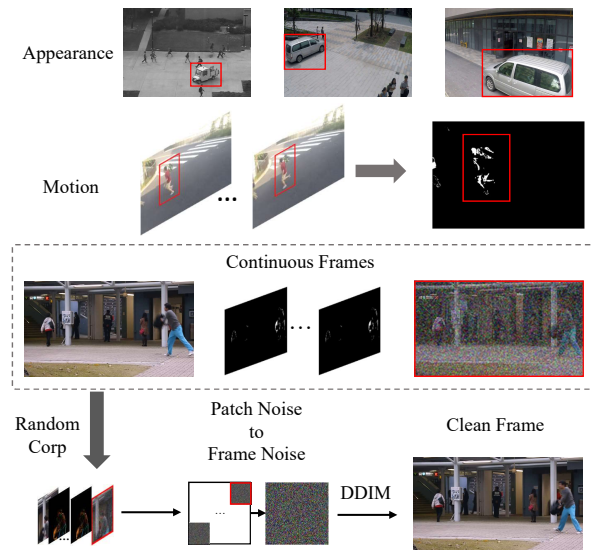 Appearance
Motion
Continuous Frames
Random
Corp
Patch Noise
to
Frame Noise
Clean Frame
DDIM